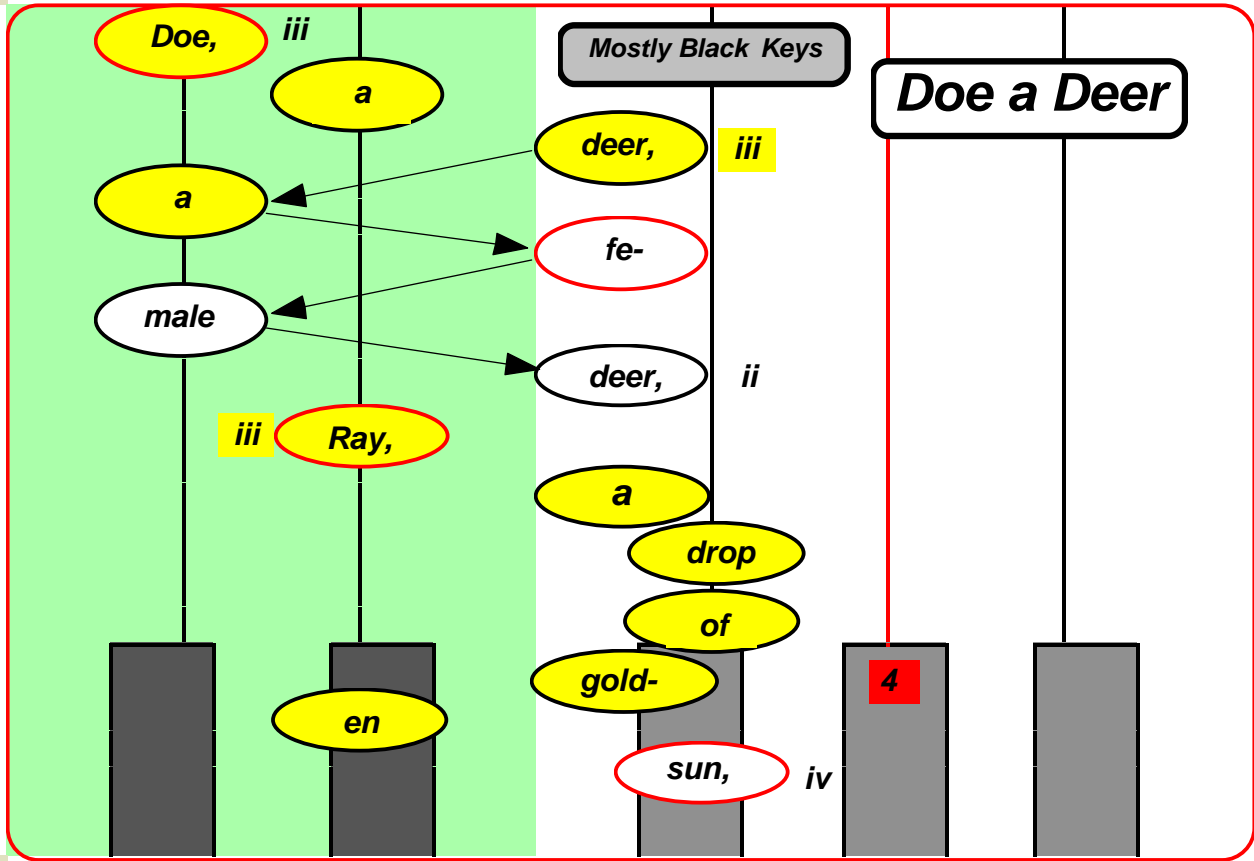 Doe, iii
Mostly Black Keys
Doe a Deer
a
deer, iii
a
fe-
male
deer, ii
iii Ray,
a
drop
of
gold-
4
en
sun, iv